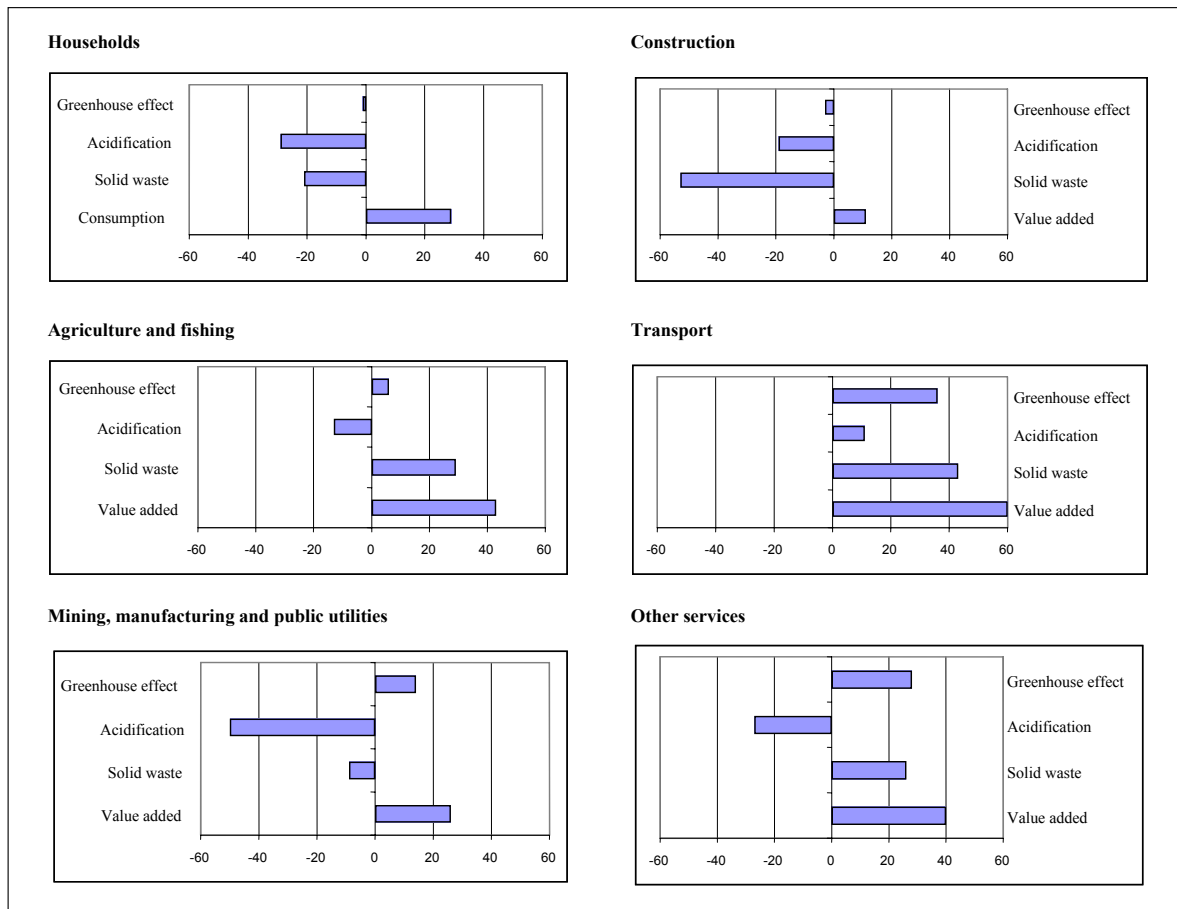 Households
Greenhouse effect
Acidification
Solid waste
Consumption
-60 -40 -20 0 20 40 60
Construction
Greenhouse effect
Acidification
Solid waste
Value added
-60 -40 -20 0 20 40 60
Agriculture and fishing
Greenhouse effect
Acidification
Solid waste
Value added
-60 -40 -20 0 20 40 60
Transport
Greenhouse effect
Acidification
Solid waste
Value added
-60 -40 -20 0 20 40 60
Mining, manufacturing and public utilities
Greenhouse effect
Acidification
Solid waste
Value added
-60 -40 -20 0 20 40 60
Other services
Greenhouse effect
Acidification
Solid waste
Value added
-60 -40 -20 0 20 40 60